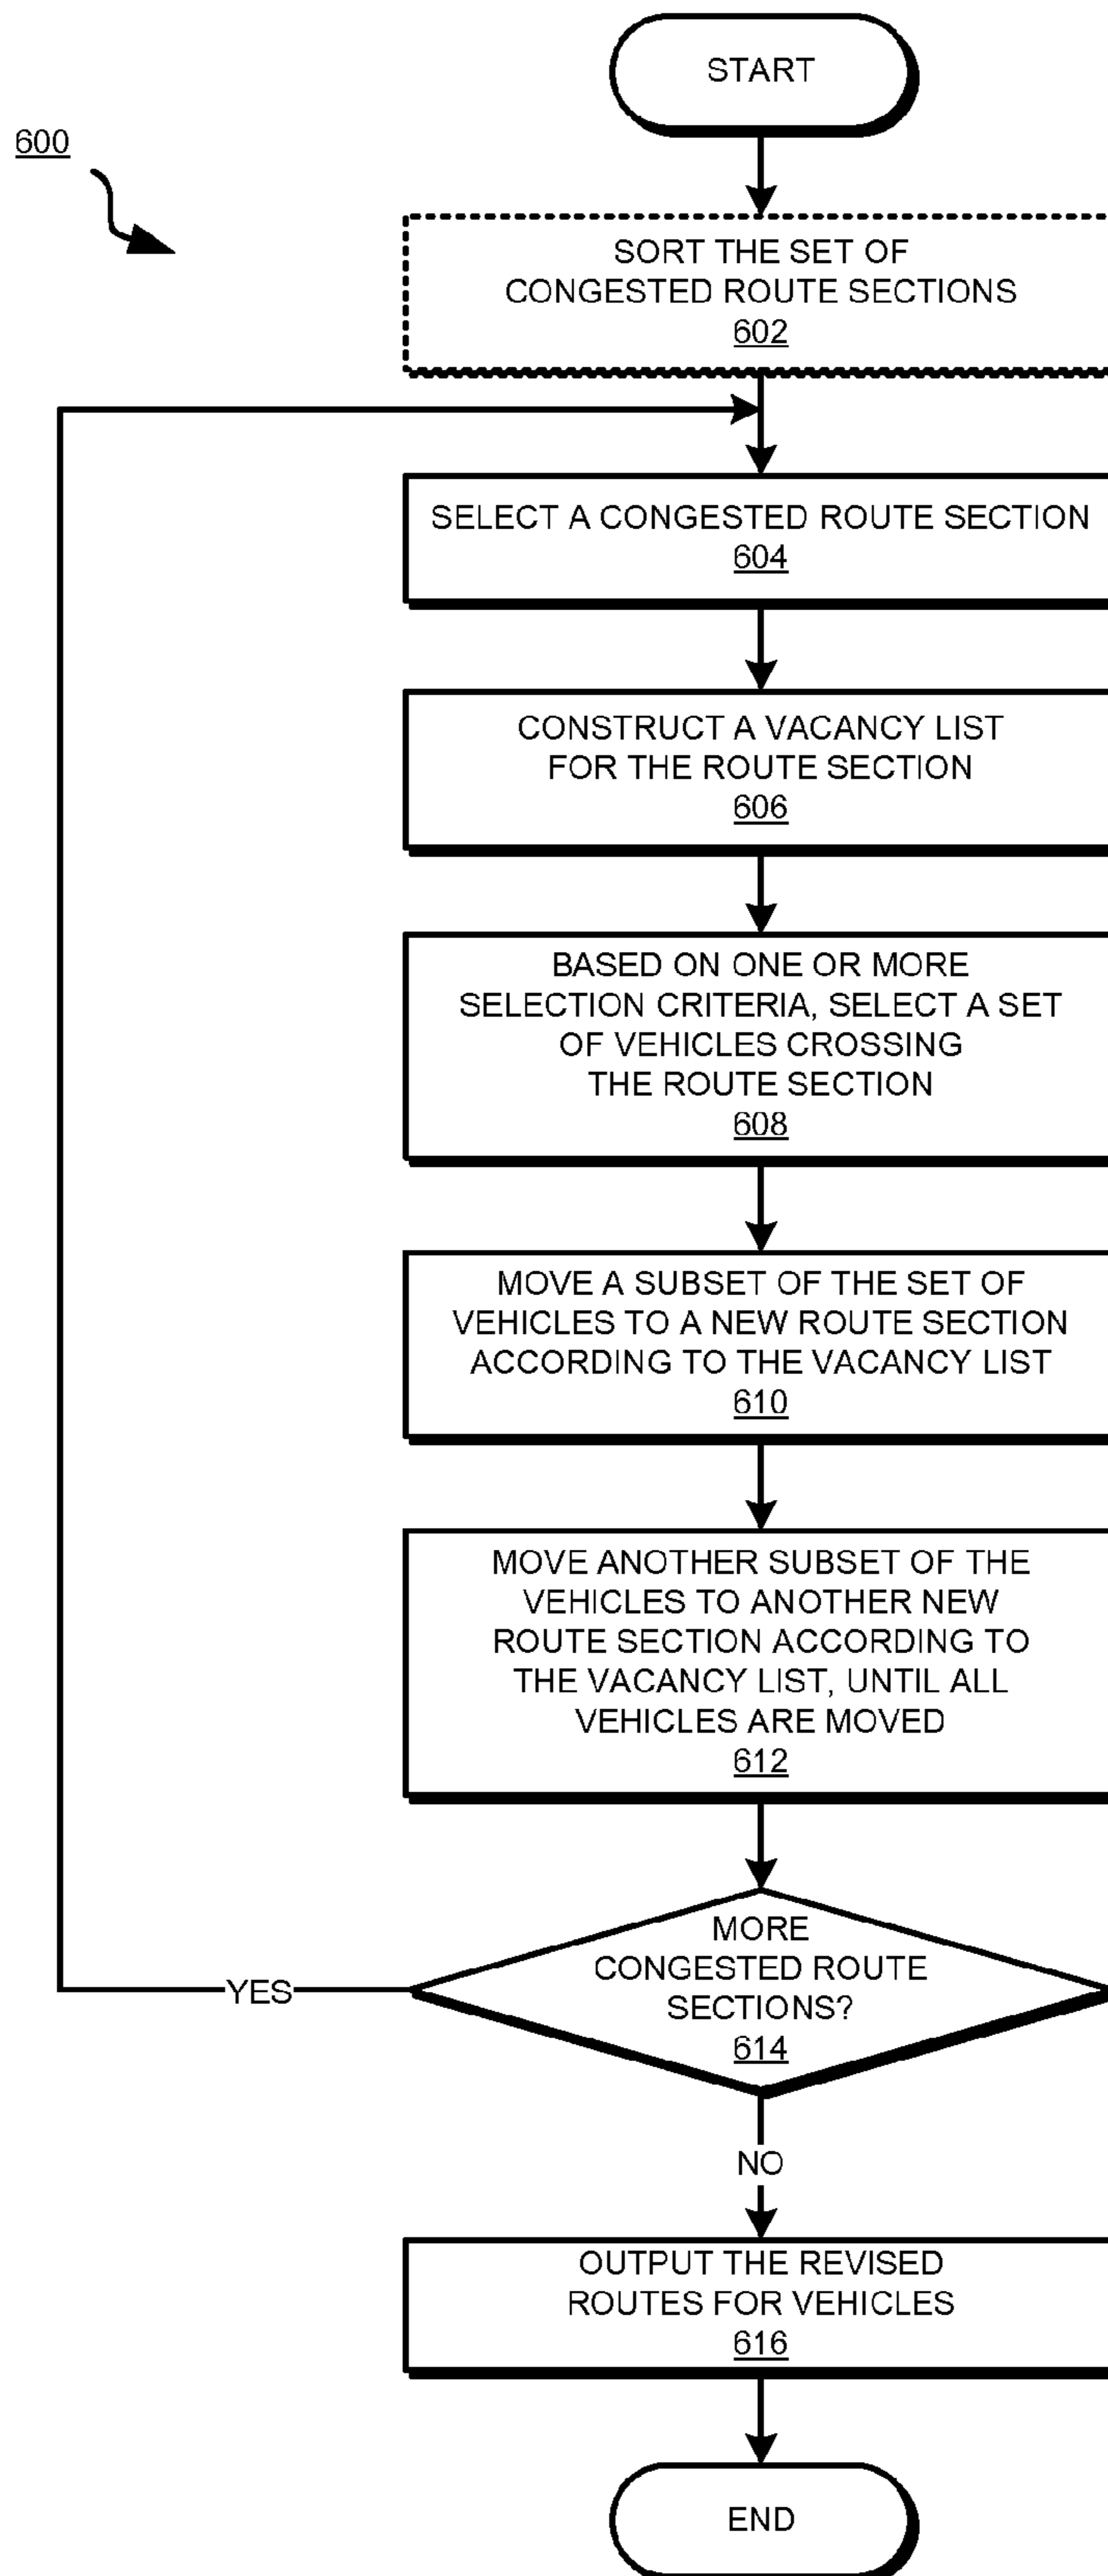 START
600
SORT THE SET OF
CONGESTED ROUTE SECTIONS
602
SELECT A CONGESTED ROUTE SECTION
604
CONSTRUCT A VACANCY LIST
FOR THE ROUTE SECTION
606
BASED ON ONE OR MORE
SELECTION CRITERIA, SELECT A SET
OF VEHICLES CROSSING
THE ROUTE SECTION
608
MOVE A SUBSET OF THE SET OF
VEHICLES TO A NEW ROUTE SECTION
ACCORDING TO THE VACANCY LIST
610
MOVE ANOTHER SUBSET OF THE
VEHICLES TO ANOTHER NEW
ROUTE SECTION ACCORDING TO
THE VACANCY LIST, UNTIL ALL
VEHICLES ARE MOVED
612
MORE
CONGESTED ROUTE
SECTIONS?
614
YES
NO
OUTPUT THE REVISED
ROUTES FOR VEHICLES
616
END